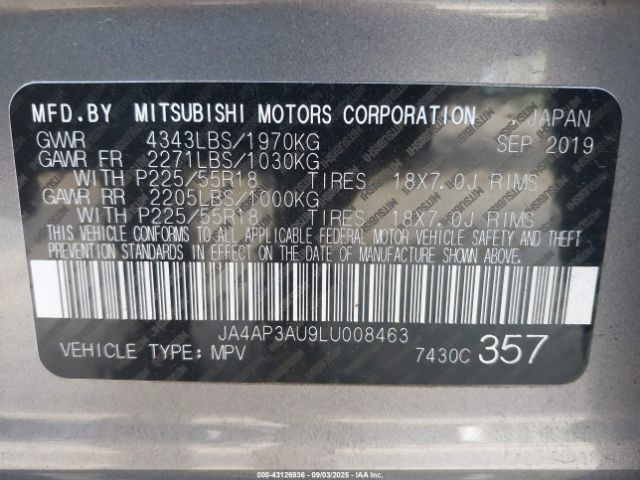 MFD.BY MITSUBISHI MOTORS CORPORATION, JAPAN
GVWR 4343LBS/1970KG SEP 2019
GAWR FR 2271LBS/1030KG
WITH P225/55R18 TIRES 18X7.0J RIMS
GAWR RR 2205LBS/1000KG
WITH P225/55R18 TIRES 18X7.0J RIMS
THIS VEHICLE CONFORMS TO ALL APPLICABLE FEDERAL MOTOR VEHICLE SAFETY AND THEFT
PREVENTION STANDARDS IN EFFECT ON THE DATE OF MANUFACTURE SHOWN ABOVE.
JA4AP3AU9LU008463
VEHICLE TYPE: MPV 7430C 357
000-43126936 - 09/03/2025 - IAA Holdings, LLC